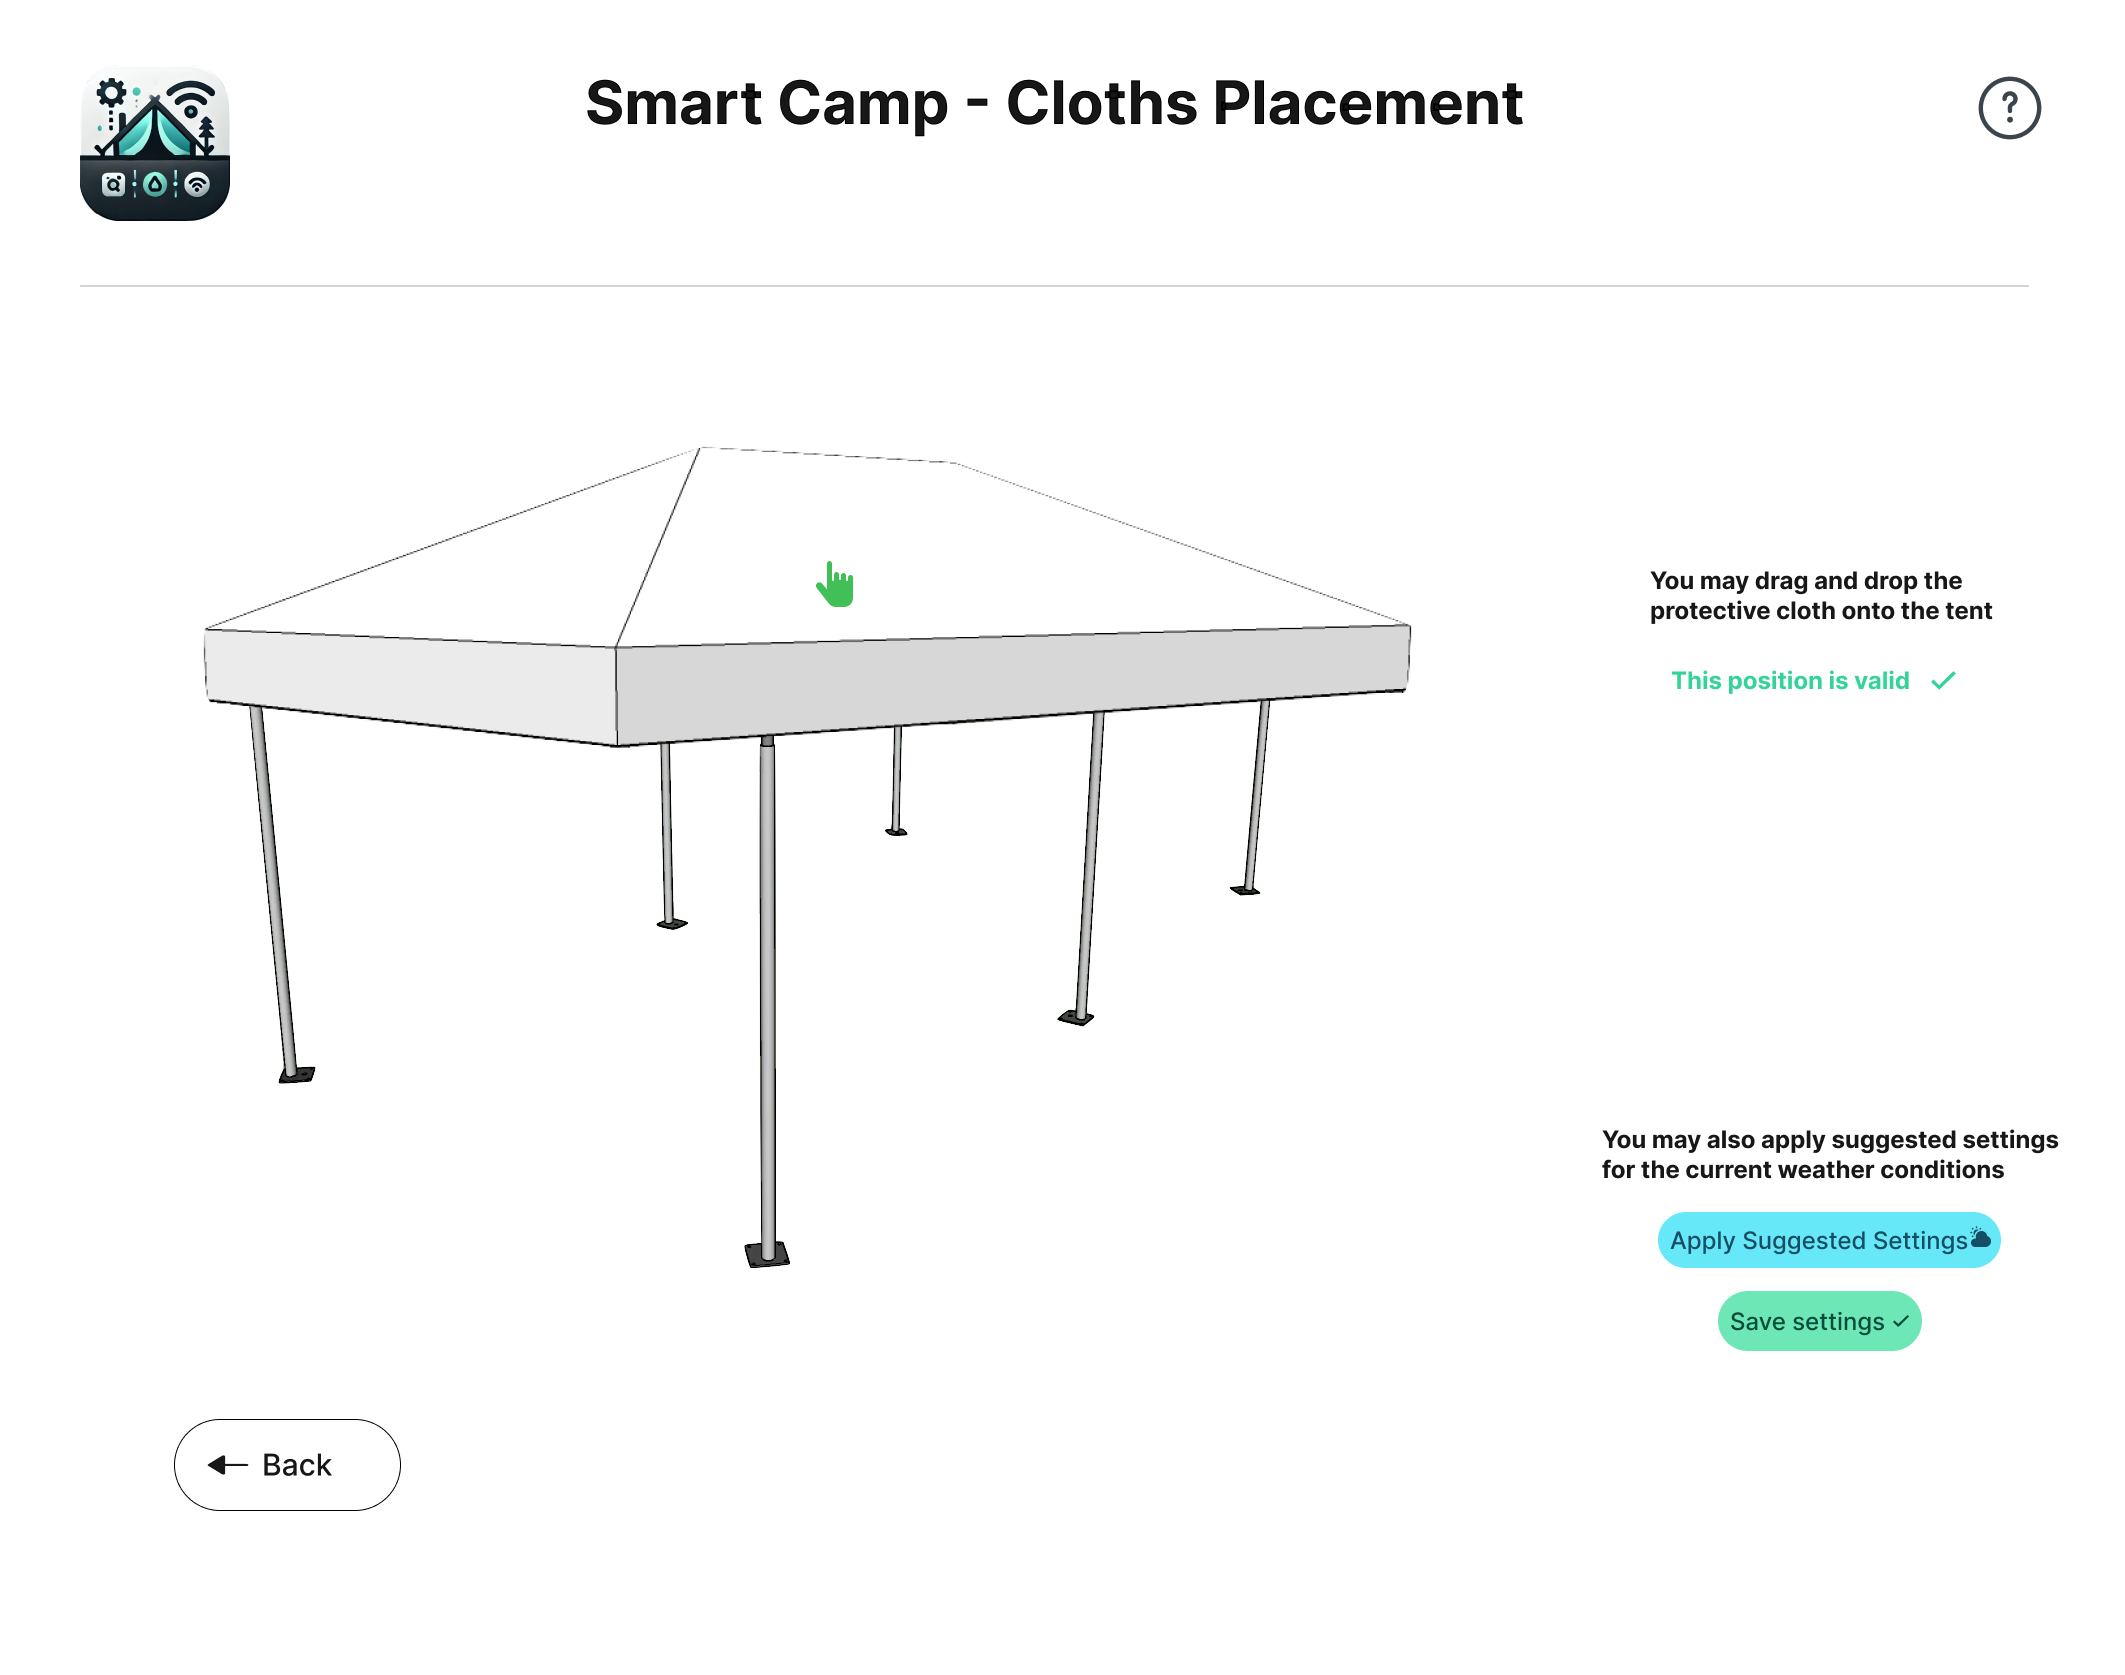 Smart Camp - Cloths Placement
?
You may drag and drop the
protective cloth onto the tent
This position is valid
You may also apply suggested settings
for the current weather conditions
Apply Suggested Settings
Save settings
Back